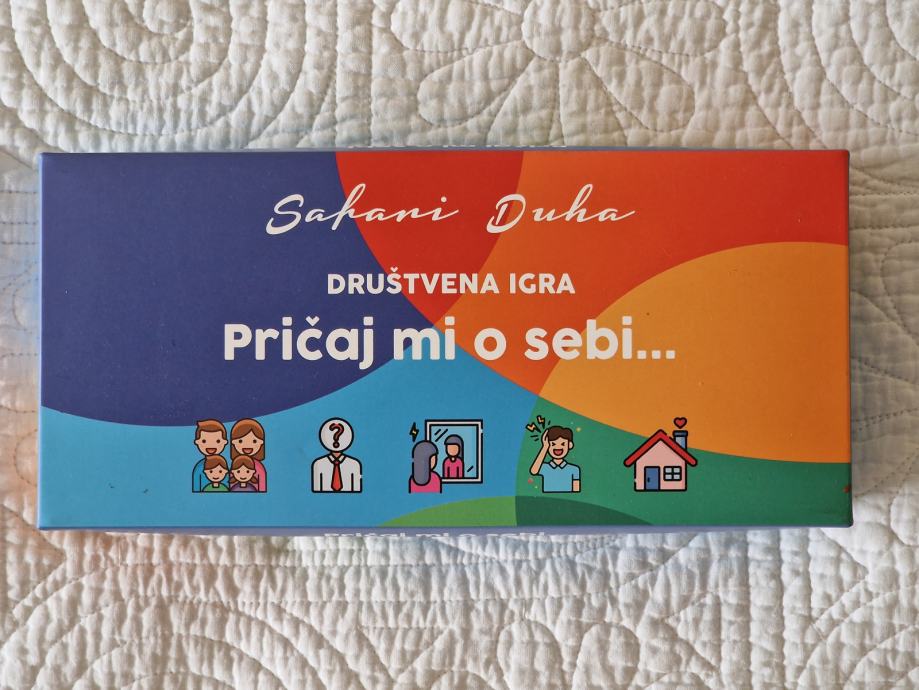 Safari Duha
DRUŠTVENA IGRA
Pričaj mi o sebi...
?